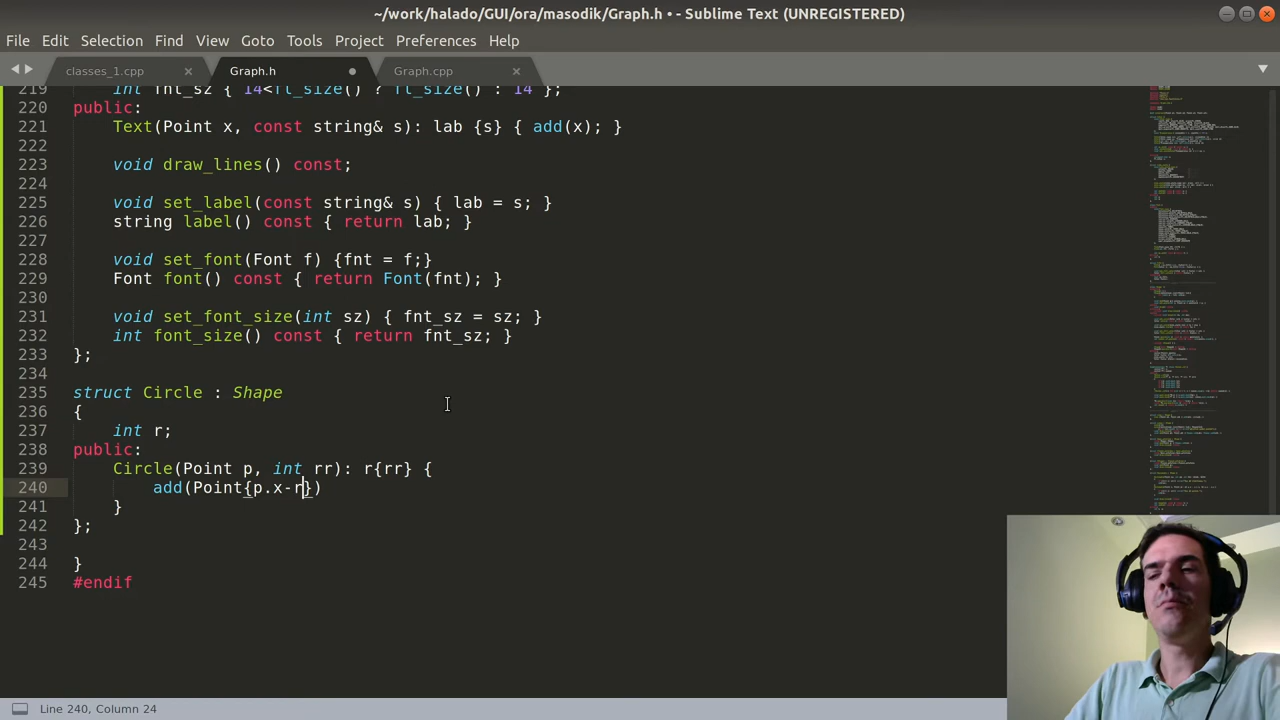 ~/work/halado/GUI/ora/masodik/Graph.h • - Sublime Text (UNREGISTERED)
File Edit Selection Find View Goto Tools Project Preferences Help
classes_1.cpp × Graph.h Graph.cpp ×
219 int fnt_sz { 14<fl_size() ? fl_size() : 14 };
220 public:
221 Text(Point x, const string& s): lab {s} { add(x); }
222
223 void draw_lines() const;
224
225 void set_label(const string& s) { lab = s; }
226 string label() const { return lab; }
227
228 void set_font(Font f) {fnt = f;}
229 Font font() const { return Font(fnt); }
230
231 void set_font_size(int sz) { fnt_sz = sz; }
232 int font_size() const { return fnt_sz; }
233 };
234
235 struct Circle : Shape
236 {
237 int r;
238 public:
239 Circle(Point p, int rr): r{rr} {
240 add(Point{p.x-r})
241 }
242 };
243
244 }
245 #endif
Line 240, Column 24